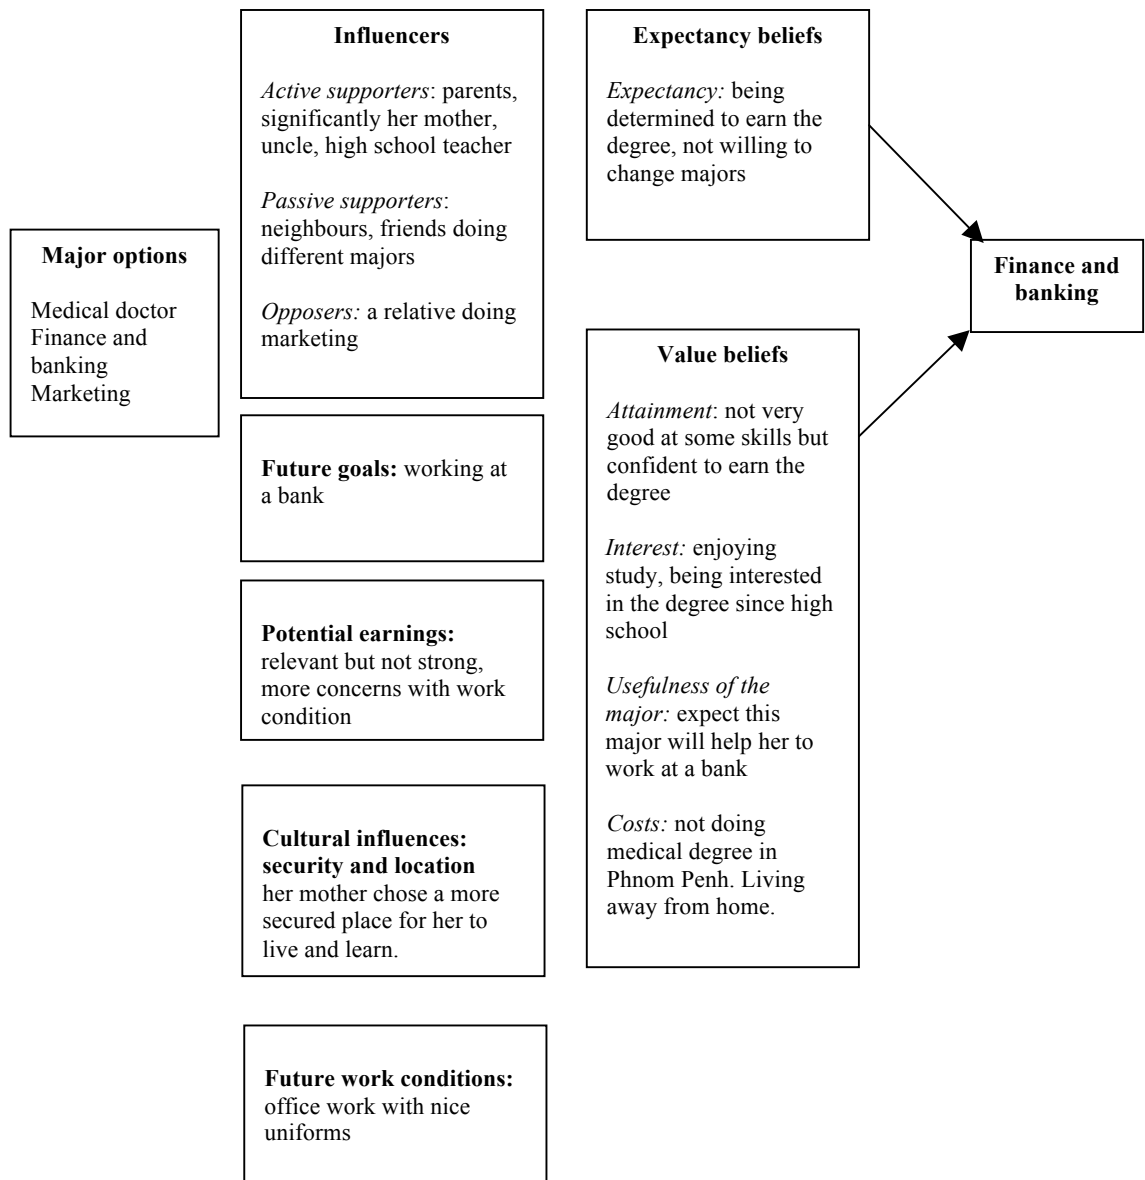 Major options
Medical doctor
Finance and
banking
Marketing
Influencers
Active supporters: parents,
significantly her mother,
uncle, high school teacher
Passive supporters:
neighbours, friends doing
different majors
Opposers: a relative doing
marketing
Future goals: working at
a bank
Potential earnings:
relevant but not strong,
more concerns with work
condition
Cultural influences:
security and location
her mother chose a more
secured place for her to
live and learn.
Future work conditions:
office work with nice
uniforms
Expectancy beliefs
Expectancy: being
determined to earn the
degree, not willing to
change majors
Value beliefs
Attainment: not very
good at some skills but
confident to earn the
degree
Interest: enjoying
study, being interested
in the degree since high
school
Usefulness of the
major: expect this
major will help her to
work at a bank
Costs: not doing
medical degree in
Phnom Penh. Living
away from home.
Finance and
banking